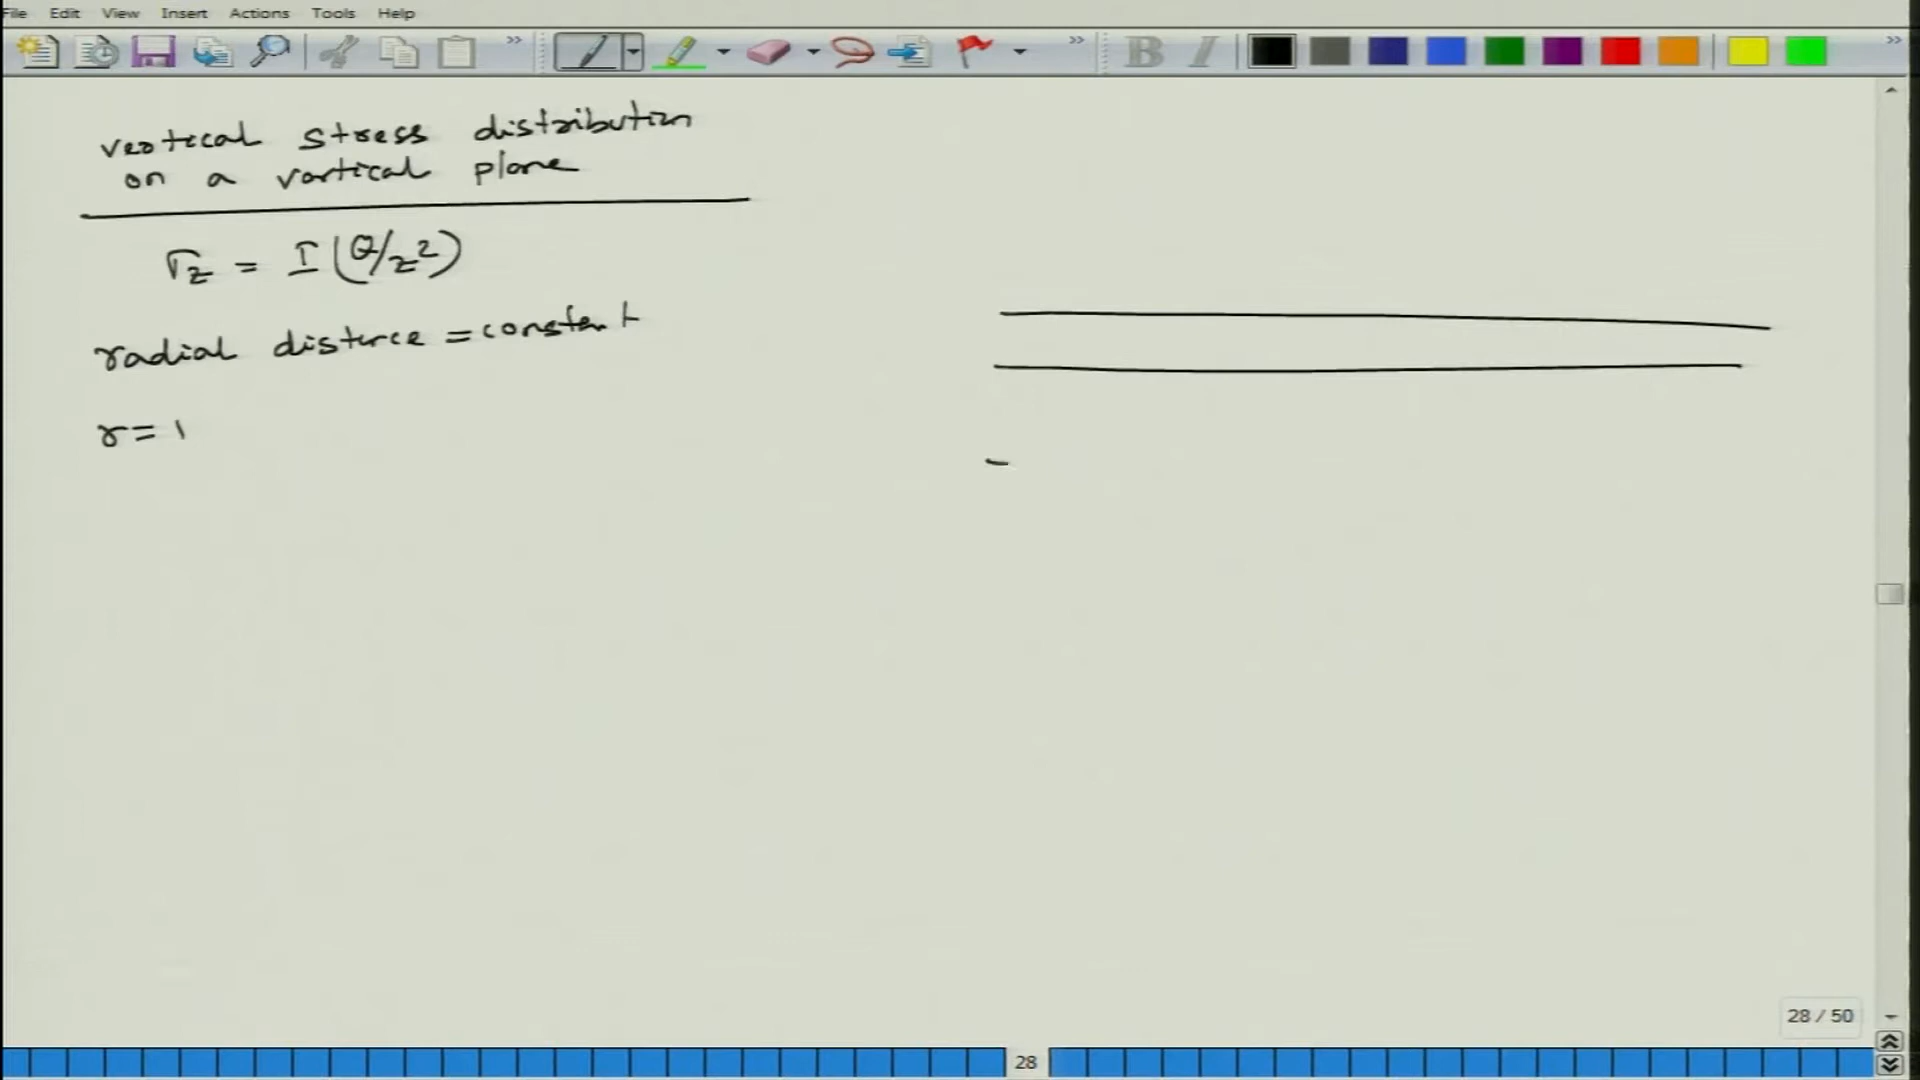 File Edit View Insert Actions Tools Help
B I
vertical stress distribution
on a vertical plane
σz = I (Q/z²)
radial distance = constant
r = 1
28 / 50
28